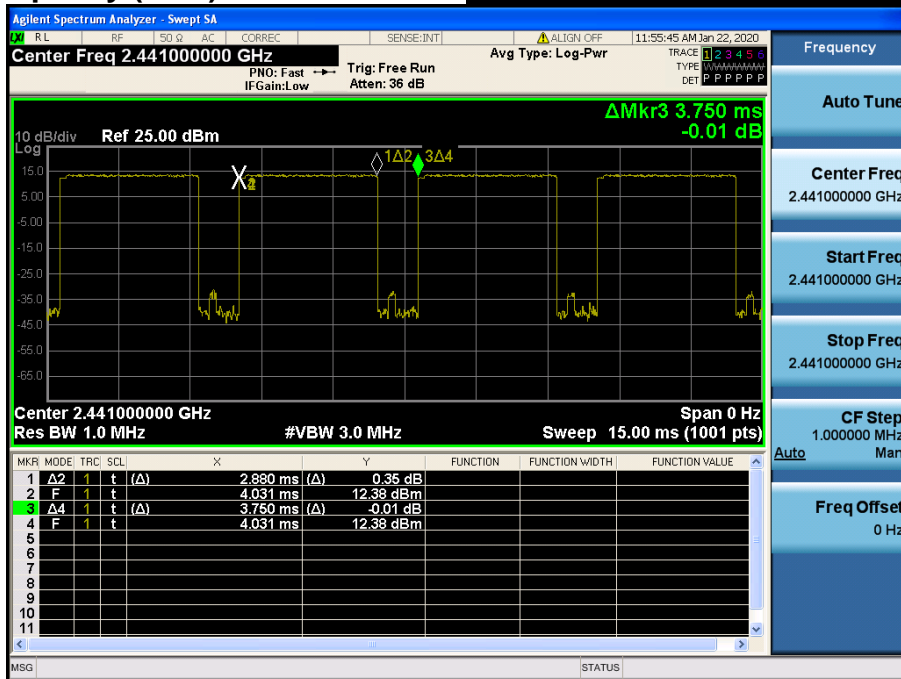 Agilent Spectrum Analyzer - Swept SA
LXI RL RF 50 Ω AC CORREC SENSE:INT ALIGN OFF 11:55:45 AM Jan 22, 2020
Center Freq 2.441000000 GHz
PNO: Fast
IFGain:Low
Trig: Free Run
Atten: 36 dB
Avg Type: Log-Pwr
TRACE 1 2 3 4 5 6
TYPE WWWWWW
DET P P P P P P
ΔMkr3 3.750 ms
-0.01 dB
10 dB/div Ref 25.00 dBm
Log
1Δ2 3Δ4
15.0
5.00
-5.00
-15.0
-25.0
-35.0
-45.0
-55.0
-65.0
Center 2.441000000 GHz Span 0 Hz
Res BW 1.0 MHz #VBW 3.0 MHz Sweep 15.00 ms (1001 pts)
MKR MODE TRC SCL X Y FUNCTION FUNCTION WIDTH FUNCTION VALUE
1 Δ2 1 t (Δ) 2.880 ms (Δ) 0.35 dB
2 F 1 t 4.031 ms 12.38 dBm
3 Δ4 1 t (Δ) 3.750 ms (Δ) -0.01 dB
4 F 1 t 4.031 ms 12.38 dBm
5
6
7
8
9
10
11
MSG STATUS
Frequency
Auto Tune
Center Freq
2.441000000 GHz
Start Freq
2.441000000 GHz
Stop Freq
2.441000000 GHz
CF Step
1.000000 MHz
Auto Man
Freq Offset
0 Hz